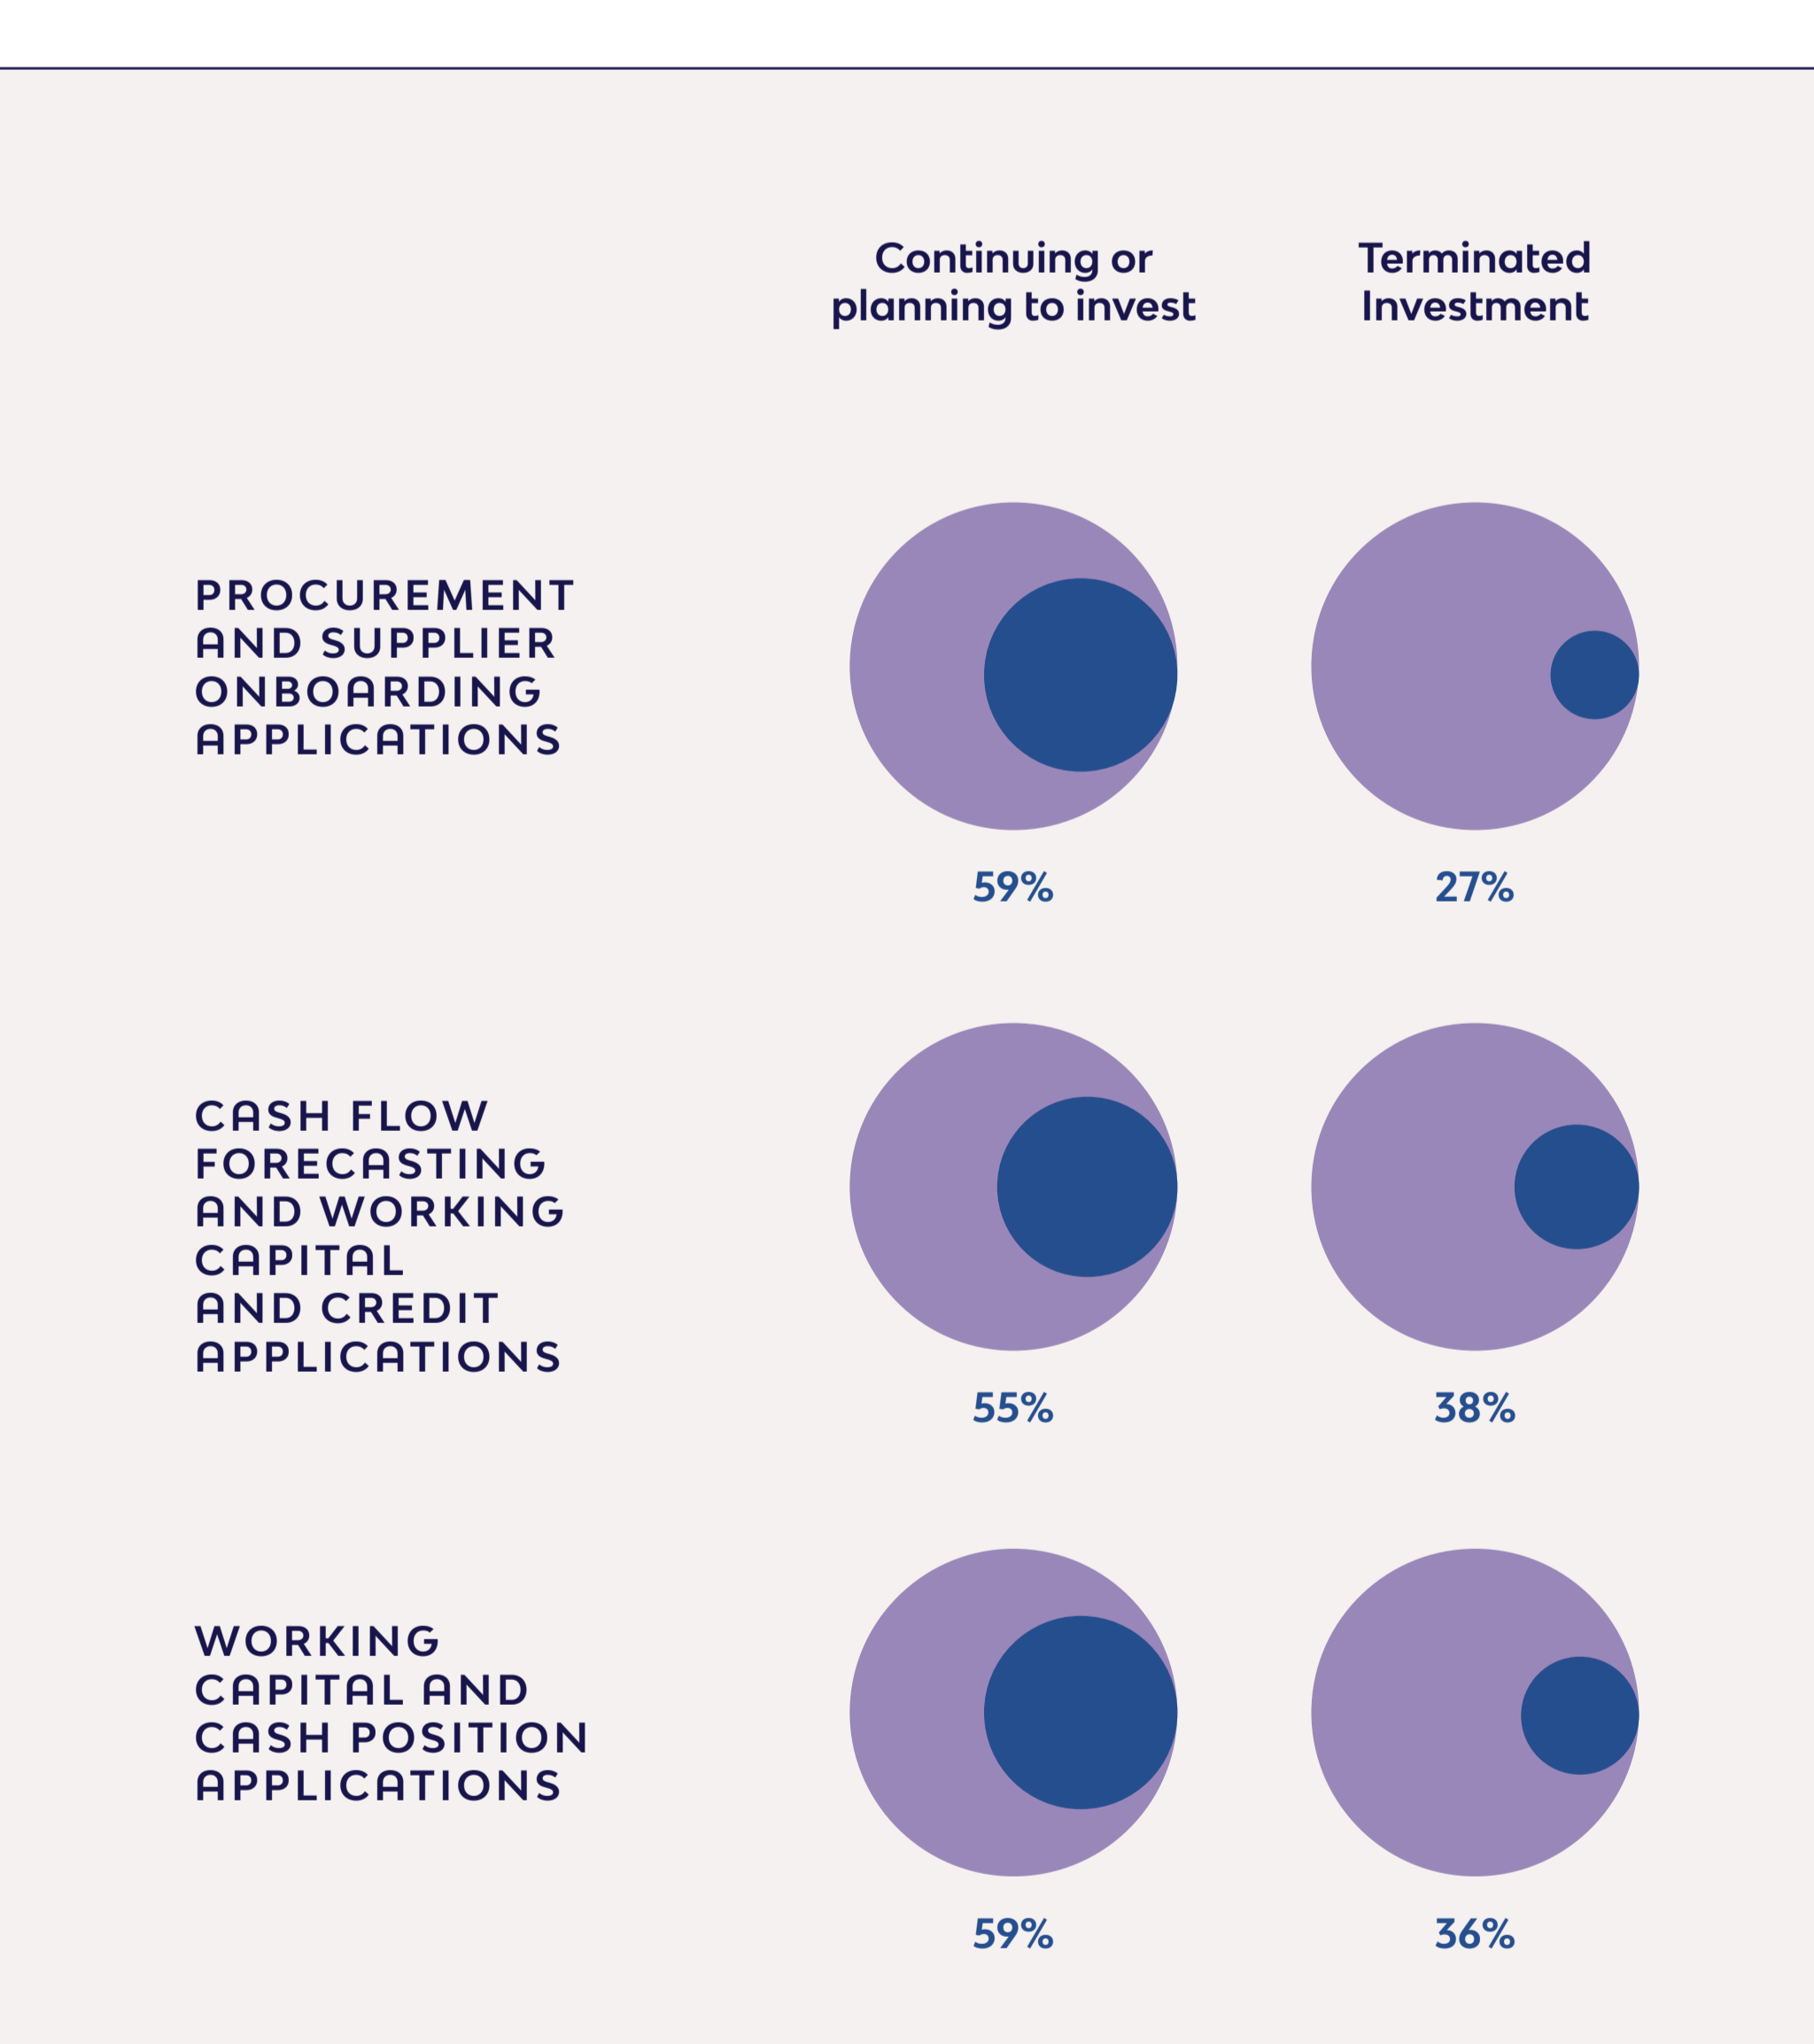 Continuing or
planning to invest
Terminated
Investment
PROCUREMENT
AND SUPPLIER
ONBOARDING
APPLICATIONS
59%
27%
CASH FLOW
FORECASTING
AND WORKING
CAPITAL
AND CREDIT
APPLICATIONS
55%
38%
WORKING
CAPITAL AND
CASH POSITION
APPLICATIONS
59%
36%